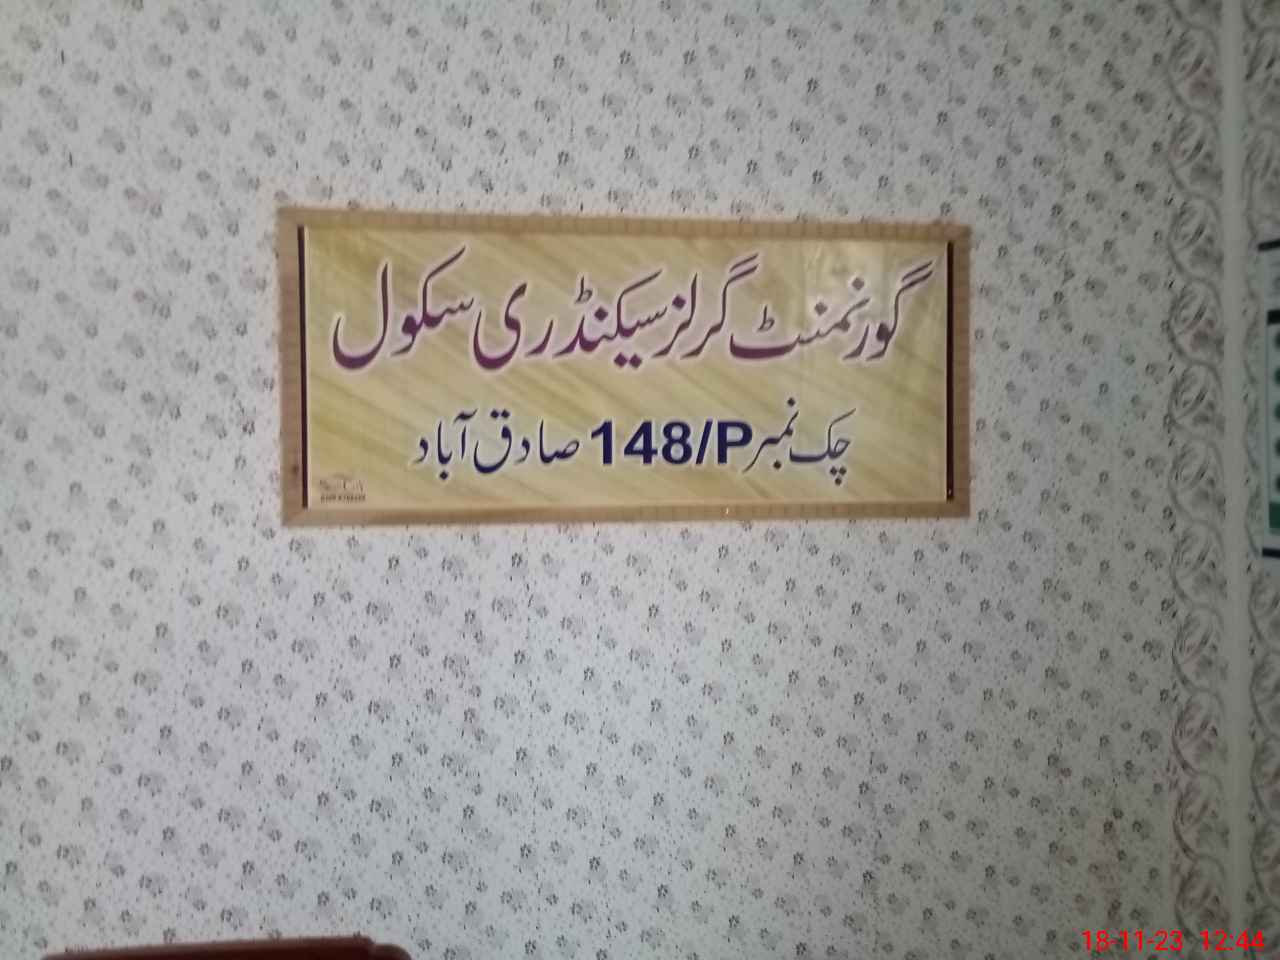 گورنمنٹ گرلز سیکنڈری سکول
چک نمبر 148/P صادق آباد
18-11-23 12:44